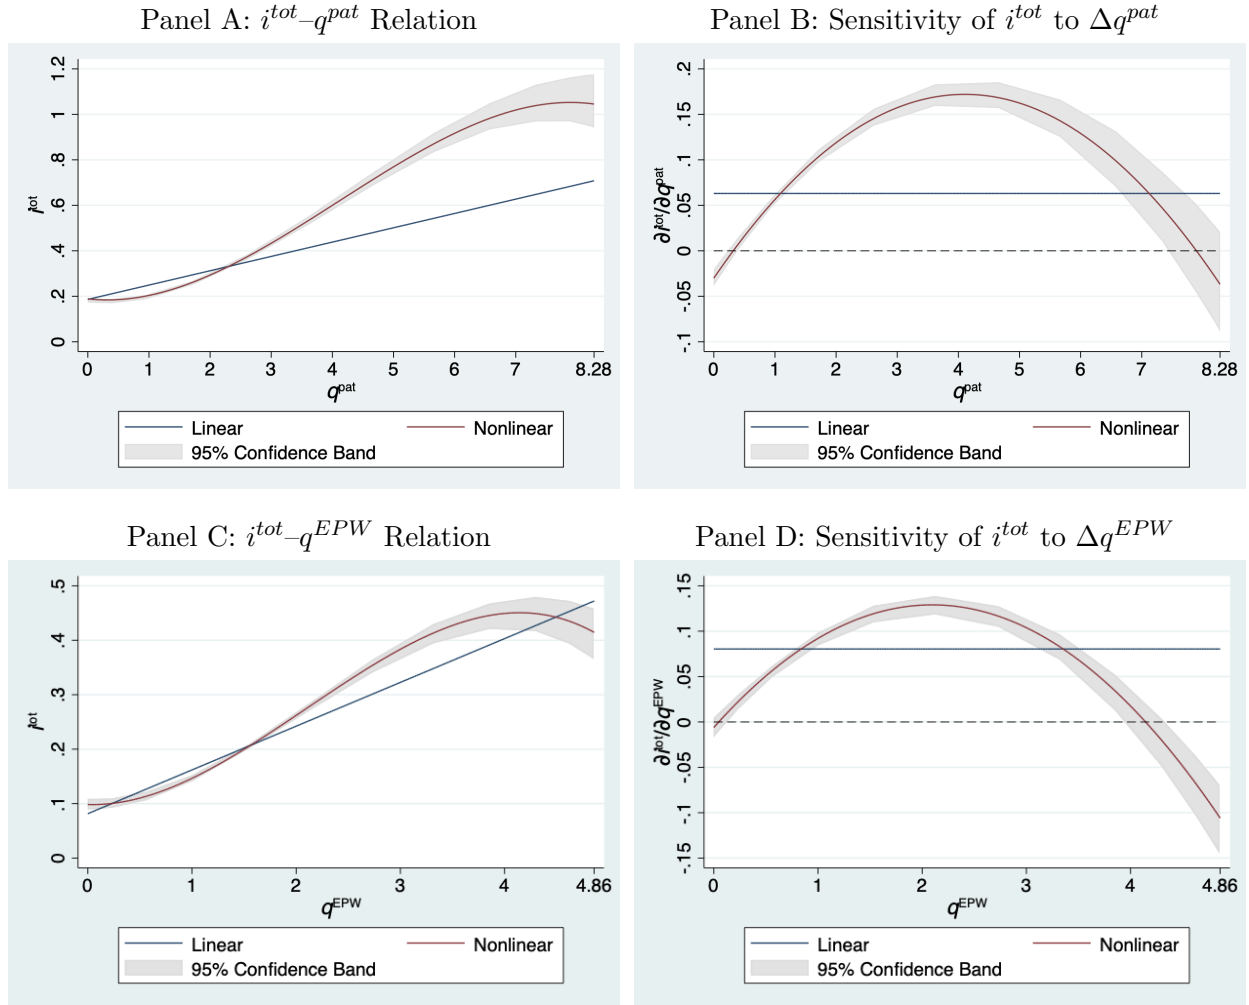 Panel A: i^tot–q^pat Relation
1.2
1
.8
.6
.4
.2
0
i^tot
0 1 2 3 4 5 6 7 8.28
q^pat
Linear Nonlinear
95% Confidence Band
Panel B: Sensitivity of i^tot to Δq^pat
.2
.15
.1
.05
0
-.05
-.1
∂i^tot/∂q^pat
0 1 2 3 4 5 6 7 8.28
q^pat
Linear Nonlinear
95% Confidence Band
Panel C: i^tot–q^EPW Relation
.5
.4
.3
.2
.1
0
i^tot
0 1 2 3 4 4.86
q^EPW
Linear Nonlinear
95% Confidence Band
Panel D: Sensitivity of i^tot to Δq^EPW
.15
.1
.05
0
-.05
-.1
-.15
∂i^tot/∂q^EPW
0 1 2 3 4 4.86
q^EPW
Linear Nonlinear
95% Confidence Band